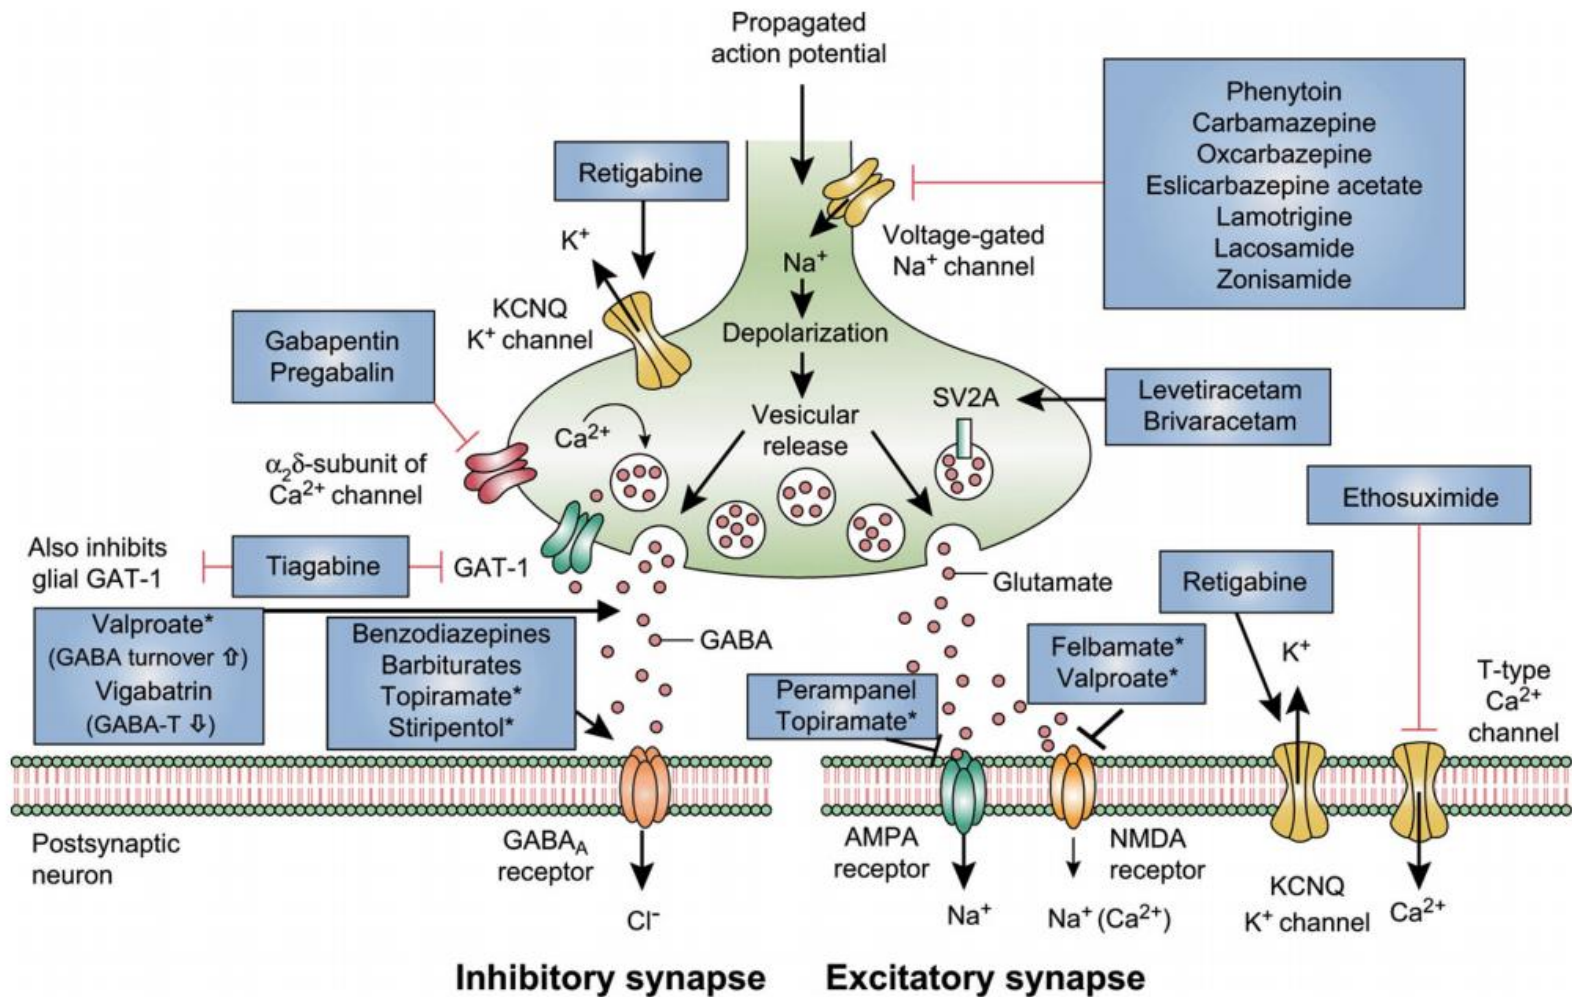 Propagated
action potential
Phenytoin
Carbamazepine
Oxcarbazepine
Eslicarbazepine acetate
Lamotrigine
Lacosamide
Zonisamide
Retigabine
K⁺
Voltage-gated
Na⁺ channel
Na⁺
KCNQ
K⁺ channel
Depolarization
Gabapentin
Pregabalin
Levetiracetam
Brivaracetam
SV2A
Vesicular
release
Ca²⁺
α₂δ-subunit of
Ca²⁺ channel
Ethosuximide
Also inhibits
glial GAT-1
Tiagabine
GAT-1
Glutamate
Retigabine
Valproate*
(GABA turnover ⇧)
Vigabatrin
(GABA-T ⇩)
Benzodiazepines
Barbiturates
Topiramate*
Stiripentol*
GABA
Felbamate*
Valproate*
K⁺
Perampanel
Topiramate*
T-type
Ca²⁺
channel
Postsynaptic
neuron
GABA_A
receptor
AMPA
receptor
NMDA
receptor
KCNQ
K⁺ channel
Cl⁻
Na⁺
Na⁺ (Ca²⁺)
Ca²⁺
Inhibitory synapse
Excitatory synapse